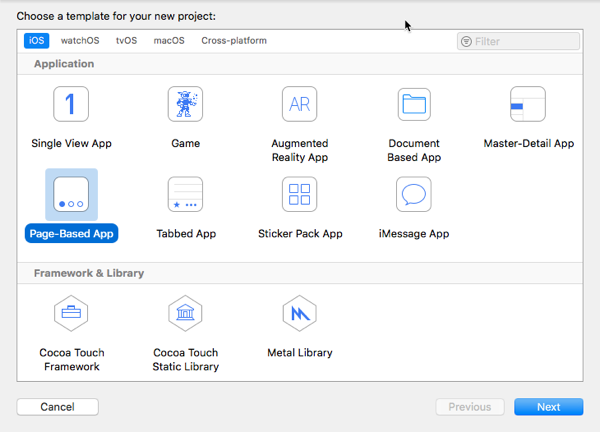 Choose a template for your new project:
iOS watchOS tvOS macOS Cross-platform Filter
Application
1 AR
Single View App Game Augmented Reality App Document Based App Master-Detail App
Page-Based App Tabbed App Sticker Pack App iMessage App
Framework & Library
Cocoa Touch Framework Cocoa Touch Static Library Metal Library
Cancel Previous Next